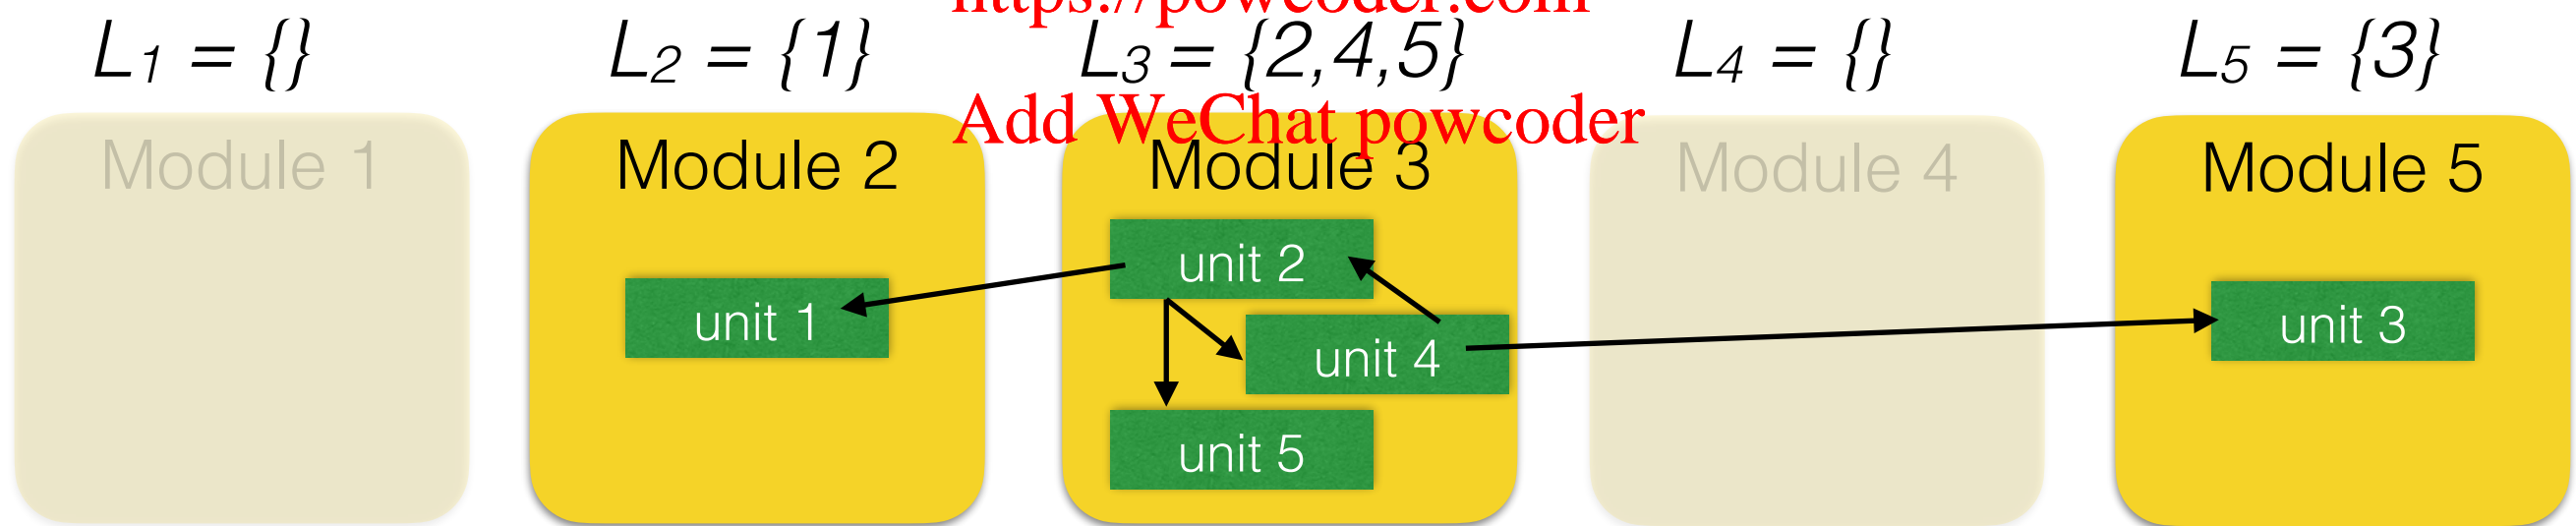 https://powcoder.com
L1 = {} L2 = {1} L3 = {2,4,5} L4 = {} L5 = {3}
Add WeChat powcoder
Module 1 Module 2 Module 3 Module 4 Module 5
unit 2
unit 1 unit 3
unit 4
unit 5